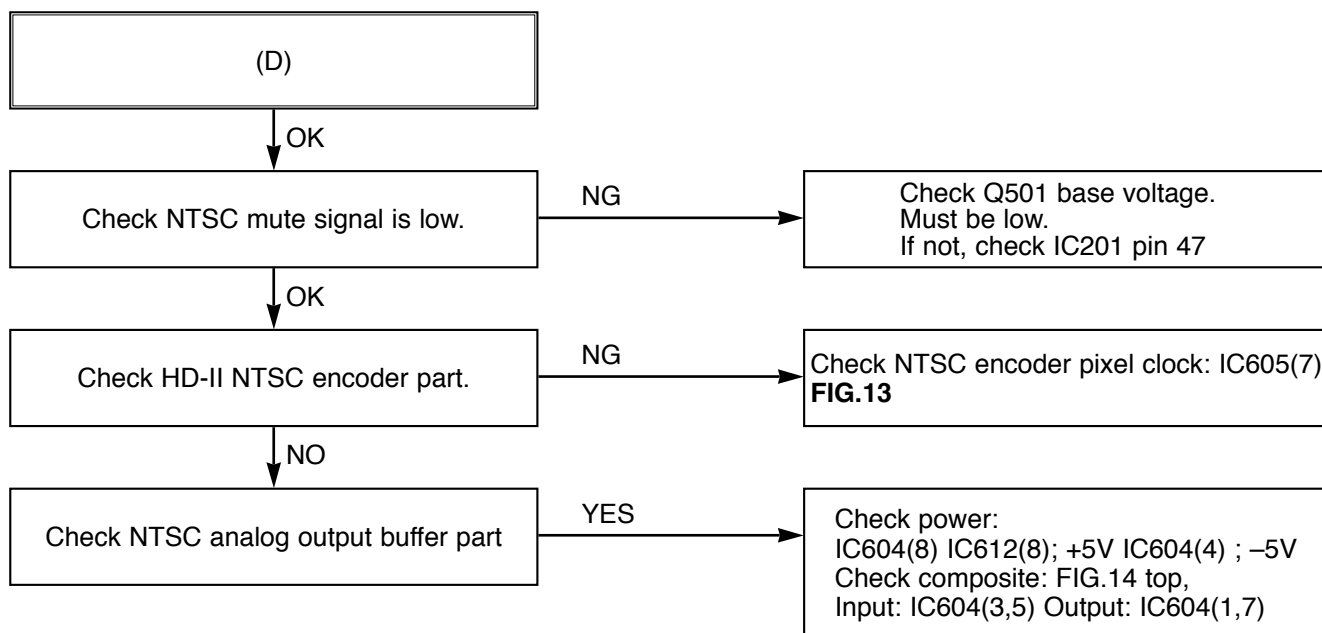 (D)
OK
Check NTSC mute signal is low.
NG
Check Q501 base voltage.
Must be low.
If not, check IC201 pin 47
OK
Check HD-II NTSC encoder part.
NG
Check NTSC encoder pixel clock: IC605(7)
FIG.13
NO
Check NTSC analog output buffer part
YES
Check power:
IC604(8) IC612(8); +5V IC604(4) ; –5V
Check composite: FIG.14 top,
Input: IC604(3,5) Output: IC604(1,7)